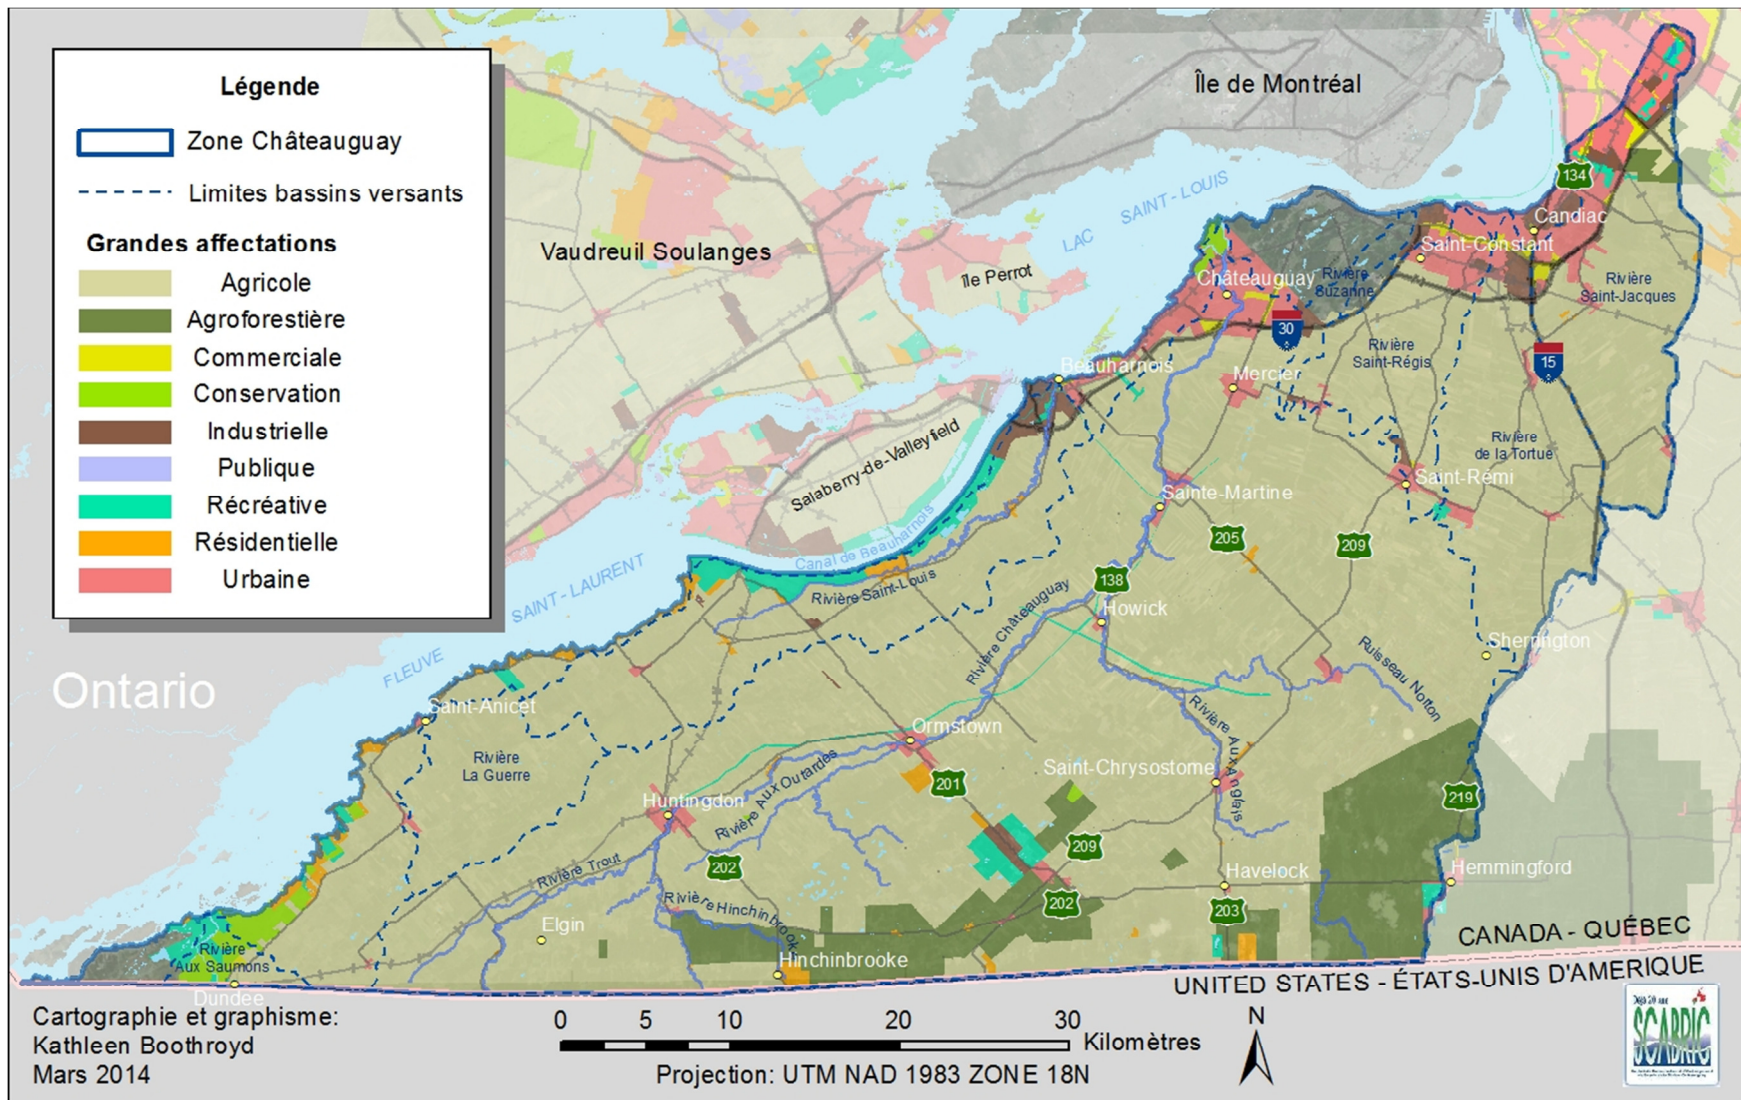 Légende
Zone Châteauguay
Limites bassins versants
Grandes affectations
Agricole
Agroforestière
Commerciale
Conservation
Industrielle
Publique
Récréative
Résidentielle
Urbaine
Île de Montréal
Vaudreuil Soulanges
île Perrot
LAC SAINT-LOUIS
134
Candiac
Saint-Constant
Châteauguay
Rivière
Suzanne
Rivière
Saint-Jacques
30
Rivière
Saint-Régis
15
Beauharnois
Mercier
Salaberry-de-Valleyfield
Rivière
de la Tortue
Saint-Rémi
Sainte-Martine
Canal de Beauharnois
205
209
FLEUVE SAINT-LAURENT
Rivière Saint-Louis
138
Howick
Rivière Châteauguay
Sherrington
Ruisseau Norton
Ontario
Saint-Anicet
Rivière
La Guerre
Ormstown
Rivière Aux Anglais
Saint-Chrysostome
201
219
Huntingdon
Rivière Aux Outardes
209
202
Rivière Trout
Havelock
Hemmingford
202
203
Rivière Hinchinbrook
Elgin
Hinchinbrooke
Rivière
Aux Saumons
Dundee
CANADA - QUÉBEC
UNITED STATES - ÉTATS-UNIS D'AMERIQUE
Cartographie et graphisme:
Kathleen Boothroyd
Mars 2014
0 5 10 20 30
Kilomètres
Projection: UTM NAD 1983 ZONE 18N
N
Déjà 20 ans
SCABRIC